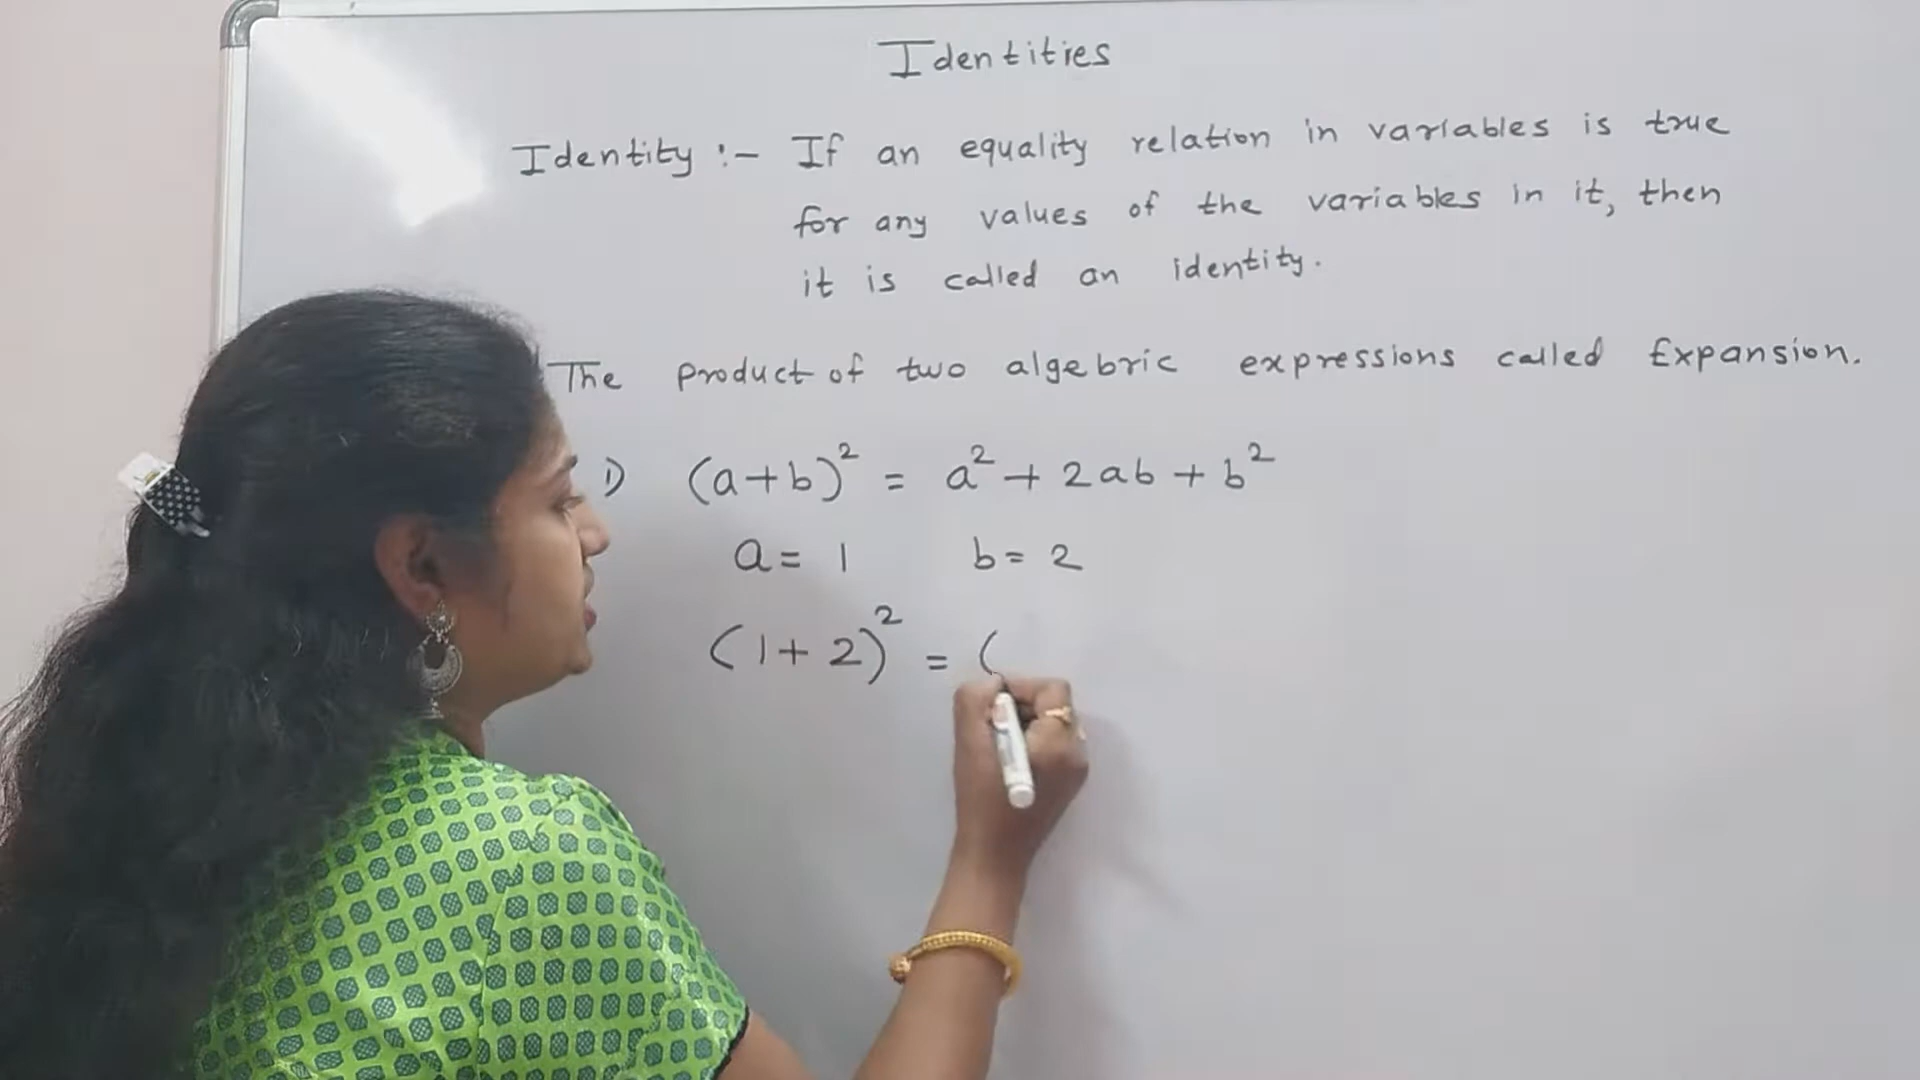 Identities
Identity :- If an equality relation in variables is true
for any values of the variables in it, then
it is called an identity.
The product of two algebric expressions called Expansion.
1) (a+b)² = a² + 2ab + b²
a = 1 b = 2
(1+2)² = (